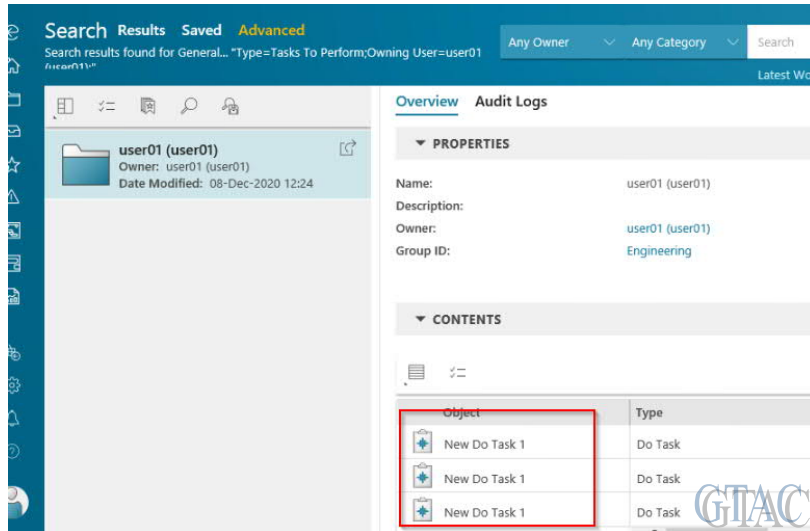 Search Results Saved Advanced
Search results found for General... "Type=Tasks To Perform;Owning User=user01
(user01);"
Any Owner
Any Category
Search
Latest Wo
user01 (user01)
Owner: user01 (user01)
Date Modified: 08-Dec-2020 12:24
Overview Audit Logs
PROPERTIES
Name: user01 (user01)
Description:
Owner: user01 (user01)
Group ID: Engineering
CONTENTS
Object Type
New Do Task 1 Do Task
New Do Task 1 Do Task
New Do Task 1 Do Task
GTAC